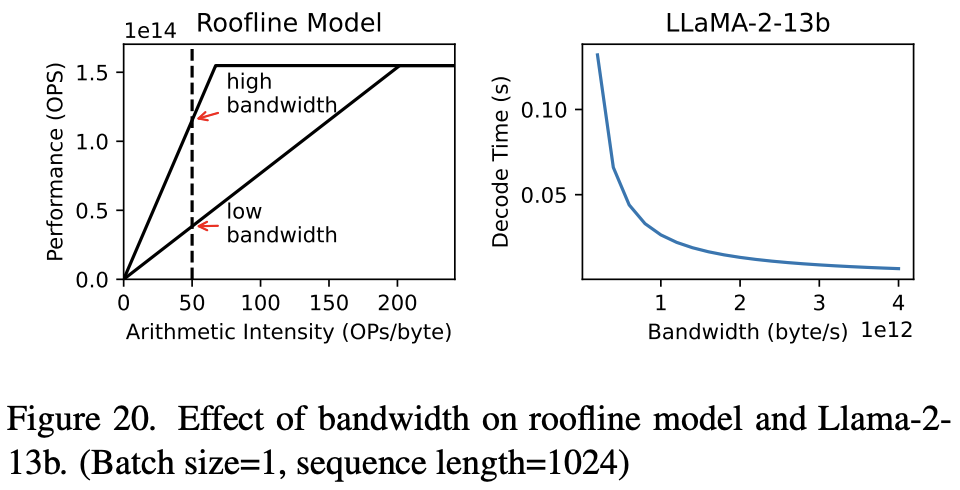 1e14
Roofline Model
Performance (OPS)
1.5
1.0
0.5
0.0
high
bandwidth
low
bandwidth
0
50
100
150
200
Arithmetic Intensity (OPs/byte)
LLaMA-2-13b
Decode Time (s)
0.10
0.05
1
2
3
4
Bandwidth (byte/s)
1e12
Figure 20. Effect of bandwidth on roofline model and Llama-2-
13b. (Batch size=1, sequence length=1024)